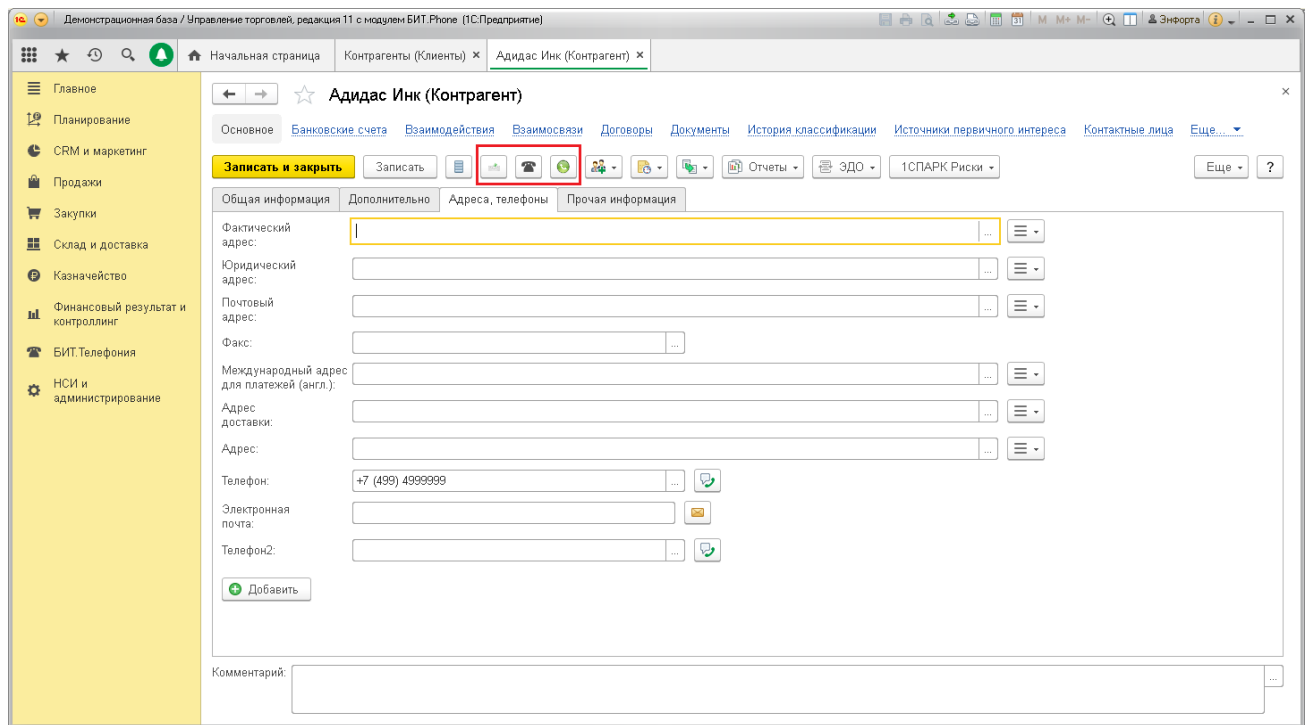 Демонстрационная база / Управление торговлей, редакция 11 с модулем БИТ.Phone (1С:Предприятие)
M M+ M-
Энфорта
Начальная страница
Контрагенты (Клиенты) ×
Адидас Инк (Контрагент) ×
Главное
Планирование
CRM и маркетинг
Продажи
Закупки
Склад и доставка
Казначейство
Финансовый результат и
контроллинг
БИТ.Телефония
НСИ и
администрирование
Адидас Инк (Контрагент)
Основное Банковские счета Взаимодействия Взаимосвязи Договоры Документы История классификации Источники первичного интереса Контактные лица Еще...
Записать и закрыть Записать Отчеты ЭДО 1СПАРК Риски Еще ?
Общая информация Дополнительно Адреса, телефоны Прочая информация
Фактический
адрес:
Юридический
адрес:
Почтовый
адрес:
Факс:
Международный адрес
для платежей (англ.):
Адрес
доставки:
Адрес:
Телефон: +7 (499) 4999999
Электронная
почта:
Телефон2:
Добавить
Комментарий: